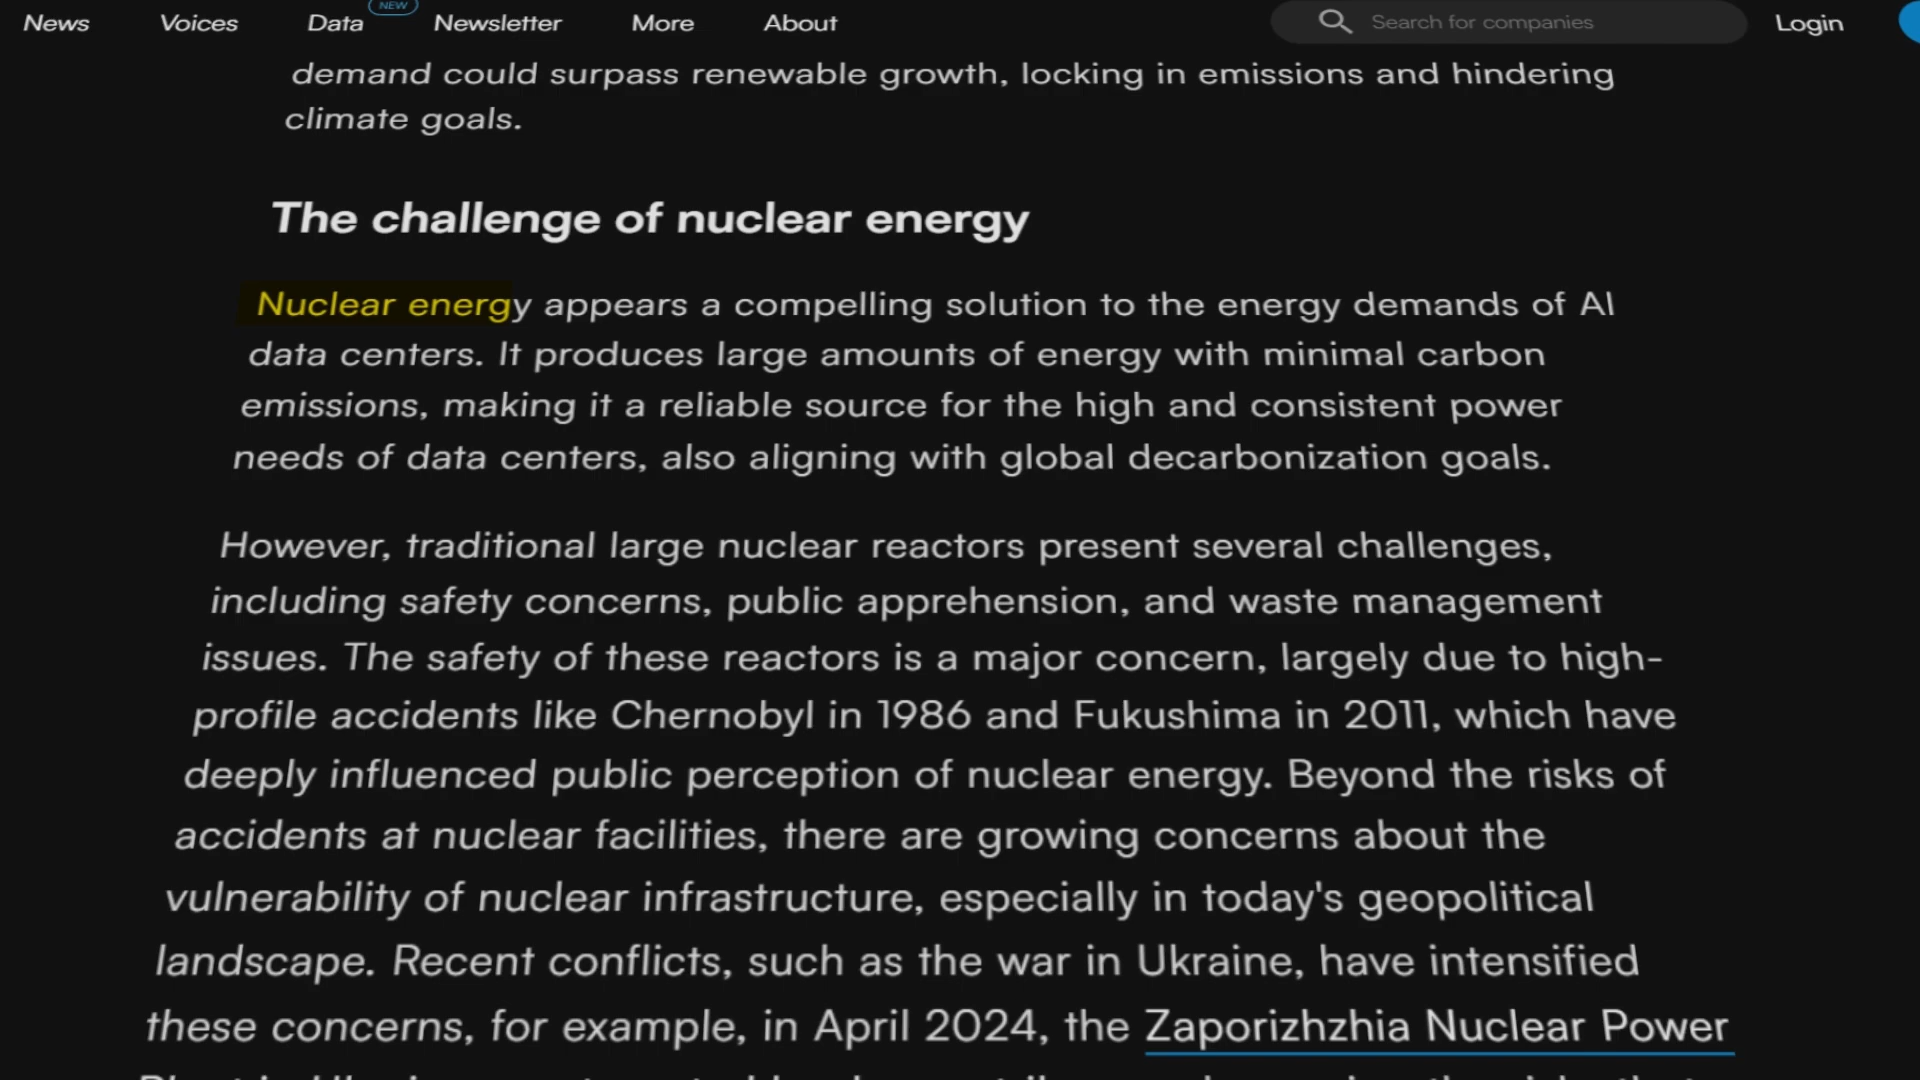 News Voices Data NEW Newsletter More About Search for companies Login
demand could surpass renewable growth, locking in emissions and hindering
climate goals.
The challenge of nuclear energy
Nuclear energy appears a compelling solution to the energy demands of AI
data centers. It produces large amounts of energy with minimal carbon
emissions, making it a reliable source for the high and consistent power
needs of data centers, also aligning with global decarbonization goals.
However, traditional large nuclear reactors present several challenges,
including safety concerns, public apprehension, and waste management
issues. The safety of these reactors is a major concern, largely due to high-
profile accidents like Chernobyl in 1986 and Fukushima in 2011, which have
deeply influenced public perception of nuclear energy. Beyond the risks of
accidents at nuclear facilities, there are growing concerns about the
vulnerability of nuclear infrastructure, especially in today's geopolitical
landscape. Recent conflicts, such as the war in Ukraine, have intensified
these concerns, for example, in April 2024, the Zaporizhzhia Nuclear Power